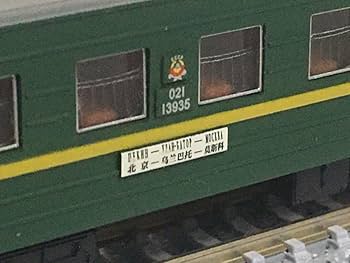 021
13935
ПЕКИН — УЛАН-БАТОР — МОСКВА
北京 — 乌兰巴托 — 莫斯科